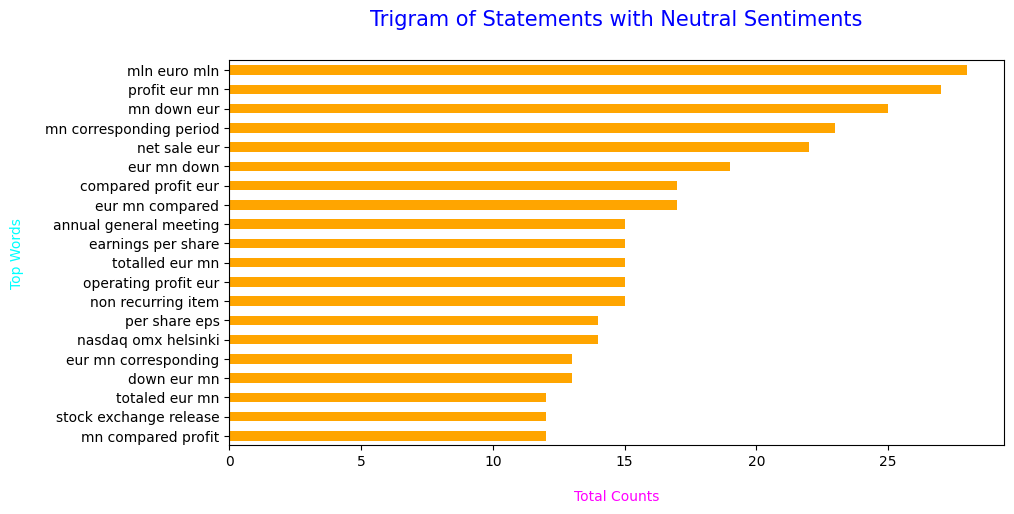 Trigram of Statements with Neutral Sentiments
Top Words
mln euro mln
profit eur mn
mn down eur
mn corresponding period
net sale eur
eur mn down
compared profit eur
eur mn compared
annual general meeting
earnings per share
totalled eur mn
operating profit eur
non recurring item
per share eps
nasdaq omx helsinki
eur mn corresponding
down eur mn
totaled eur mn
stock exchange release
mn compared profit
0 5 10 15 20 25
Total Counts